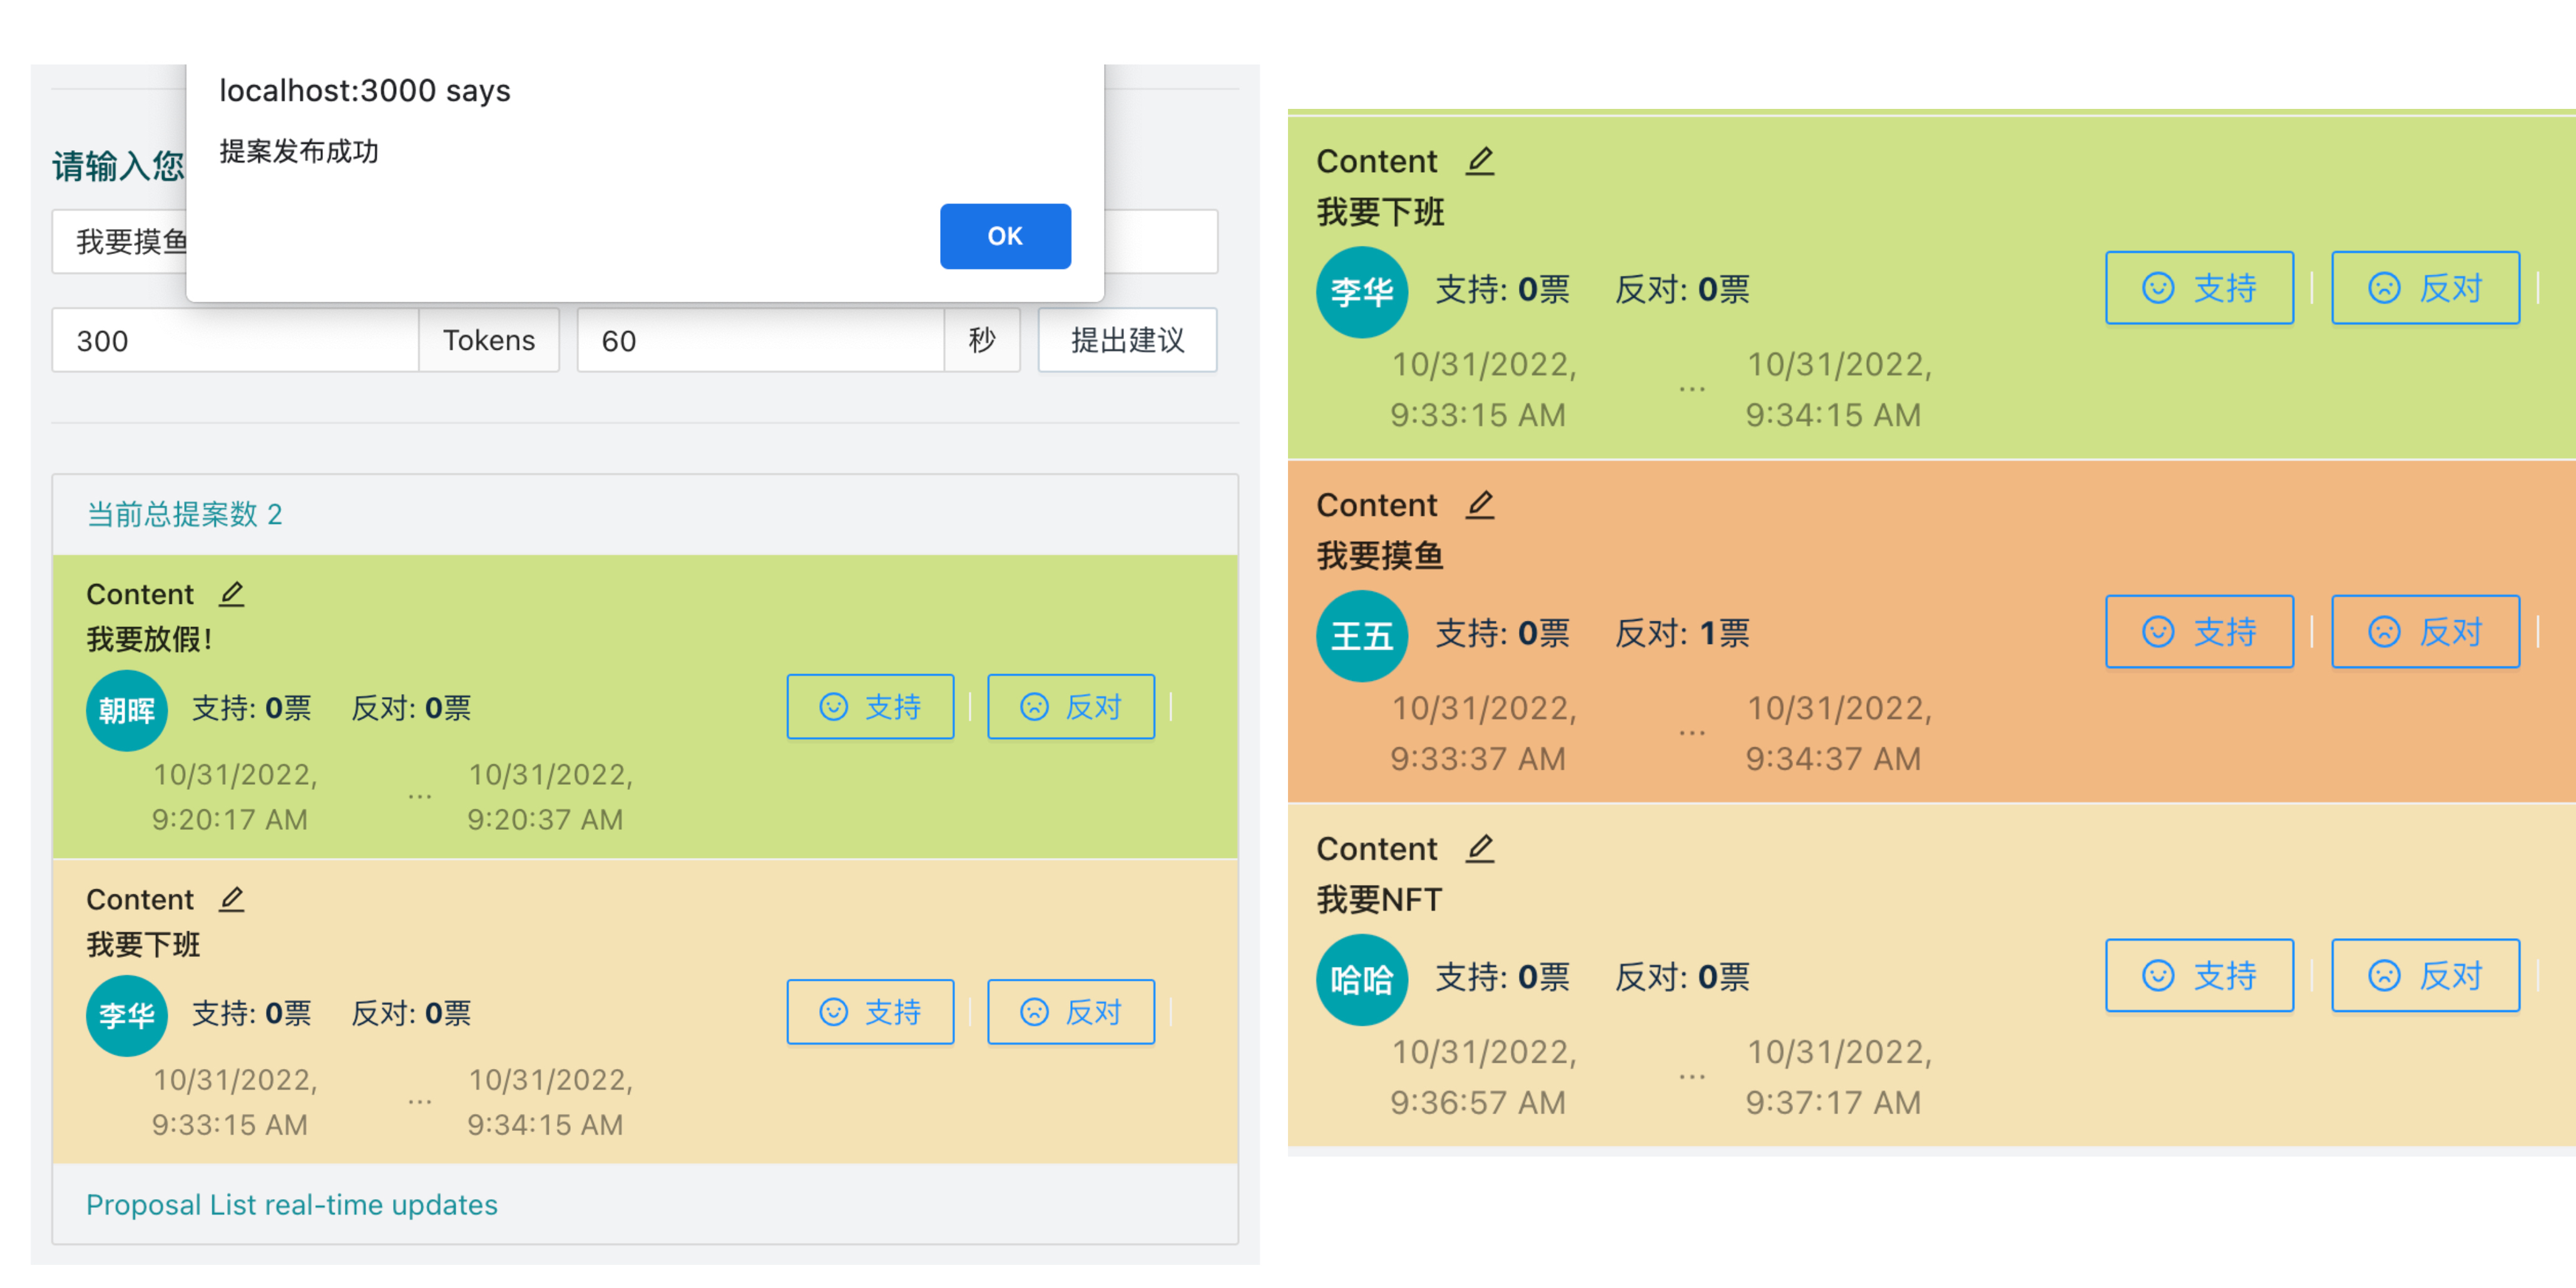 localhost:3000 says
提案发布成功
OK
请输入您
我要摸鱼
300 Tokens 60 秒 提出建议
当前总提案数 2
Content
我要放假！
朝晖 支持: 0票 反对: 0票 支持 反对
10/31/2022, ... 10/31/2022,
9:20:17 AM 9:20:37 AM
Content
我要下班
李华 支持: 0票 反对: 0票 支持 反对
10/31/2022, ... 10/31/2022,
9:33:15 AM 9:34:15 AM
Proposal List real-time updates
Content
我要下班
李华 支持: 0票 反对: 0票 支持 反对
10/31/2022, ... 10/31/2022,
9:33:15 AM 9:34:15 AM
Content
我要摸鱼
王五 支持: 0票 反对: 1票 支持 反对
10/31/2022, ... 10/31/2022,
9:33:37 AM 9:34:37 AM
Content
我要NFT
哈哈 支持: 0票 反对: 0票 支持 反对
10/31/2022, ... 10/31/2022,
9:36:57 AM 9:37:17 AM